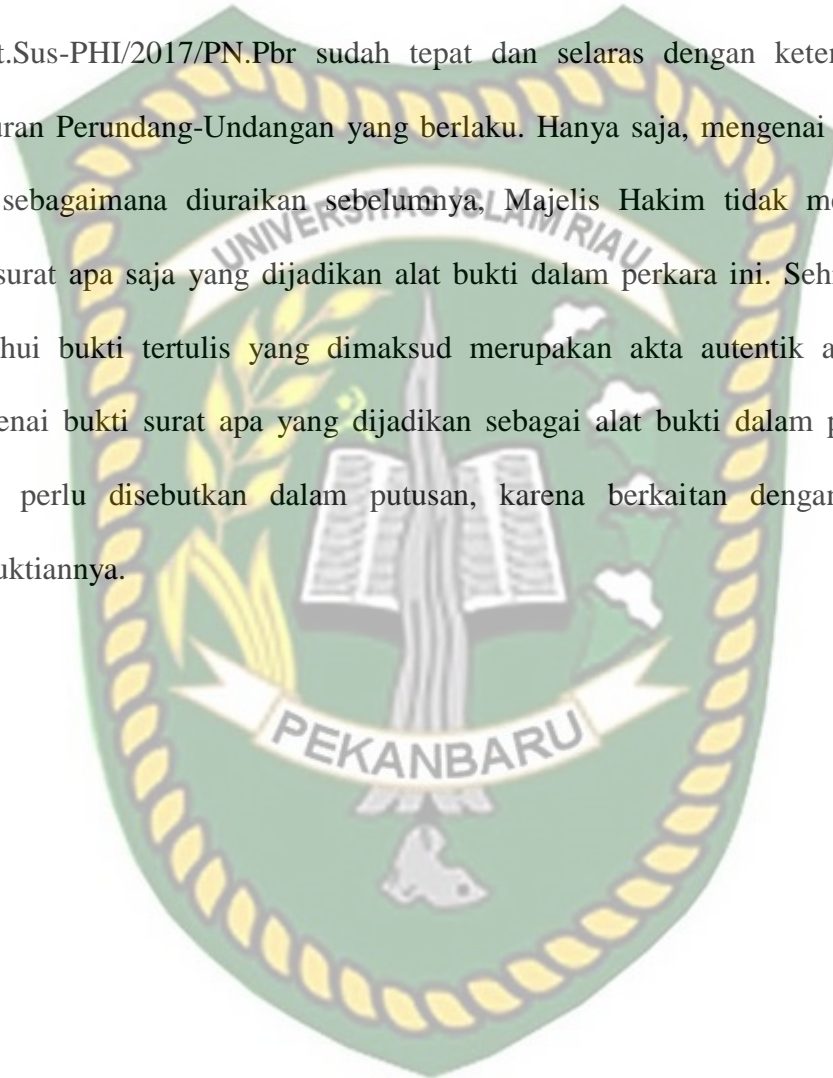 t.Sus-PHI/2017/PN.Pbr sudah tepat dan selaras dengan keter
uran Perundang-Undangan yang berlaku. Hanya saja, mengenai
sebagaimana diuraikan sebelumnya, Majelis Hakim tidak me
surat apa saja yang dijadikan alat bukti dalam perkara ini. Seh
hui bukti tertulis yang dimaksud merupakan akta autentik a
enai bukti surat apa yang dijadikan sebagai alat bukti dalam p
perlu disebutkan dalam putusan, karena berkaitan dengan
uktiannya.
UNIVERSITAS ISLAM RIAU
PEKANBARU